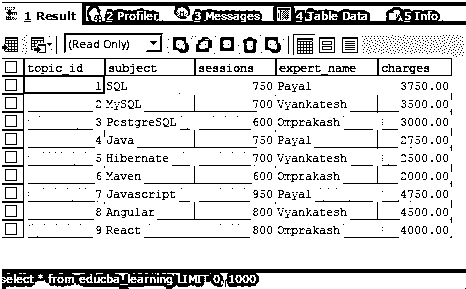 1 Result 2 Profiler 3 Messages 4 Table Data 5 Info
(Read Only)
topic_id subject sessions expert_name charges
1 SQL 750 Payal 3750.00
2 MySQL 700 Vyankatesh 3500.00
3 PostgreSQL 600 Omprakash 3000.00
4 Java 750 Payal 2750.00
5 Hibernate 700 Vyankatesh 2500.00
6 Maven 600 Omprakash 2000.00
7 Javascript 950 Payal 4750.00
8 Angular 800 Vyankatesh 4500.00
9 React 800 Omprakash 4000.00
select * from educba_learning LIMIT 0, 1000